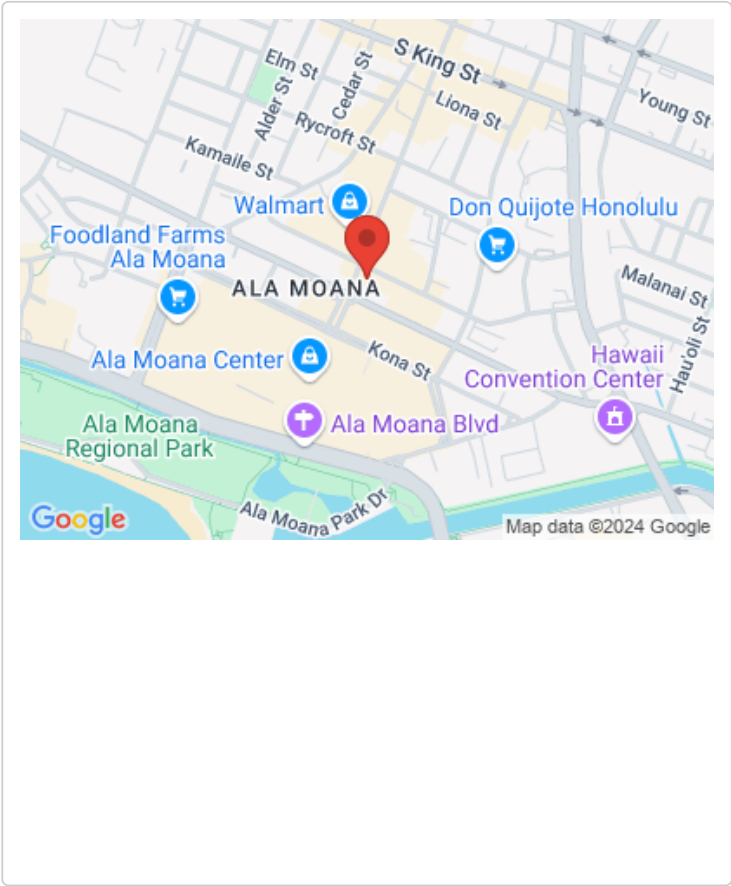 S King St
Elm St
Cedar St
Alder St
Liona St
Young St
Rycroft St
Kamaile St
Walmart
Don Quijote Honolulu
Foodland Farms
Ala Moana
ALA MOANA
Malanai St
Hau'oli St
Ala Moana Center
Kona St
Hawaii
Convention Center
Ala Moana
Regional Park
Ala Moana Blvd
Ala Moana Park Dr
Google
Map data ©2024 Google